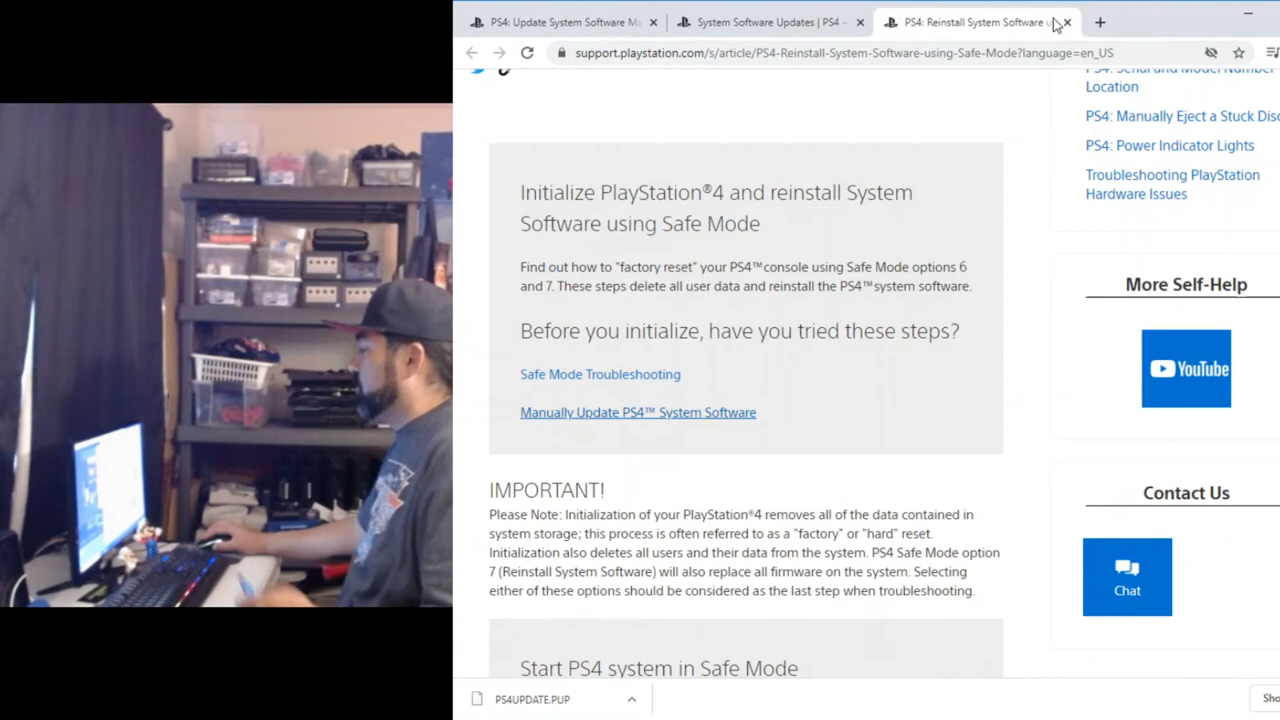 PS4: Update System Software Ma
System Software Updates | PS4 -
PS4: Reinstall System Software u
support.playstation.com/s/article/PS4-Reinstall-System-Software-using-Safe-Mode?language=en_US
Initialize PlayStation®4 and reinstall System
Software using Safe Mode
Find out how to "factory reset" your PS4™console using Safe Mode options 6
and 7. These steps delete all user data and reinstall the PS4™system software.
Before you initialize, have you tried these steps?
Safe Mode Troubleshooting
Manually Update PS4™ System Software
IMPORTANT!
Please Note: Initialization of your PlayStation®4 removes all of the data contained in
system storage; this process is often referred to as a "factory" or "hard" reset.
Initialization also deletes all users and their data from the system. PS4 Safe Mode option
7 (Reinstall System Software) will also replace all firmware on the system. Selecting
either of these options should be considered as the last step when troubleshooting.
Start PS4 system in Safe Mode
PS4: Serial and Model Number
Location
PS4: Manually Eject a Stuck Disc
PS4: Power Indicator Lights
Troubleshooting PlayStation
Hardware Issues
More Self-Help
YouTube
Contact Us
Chat
PS4UPDATE.PUP
Sho